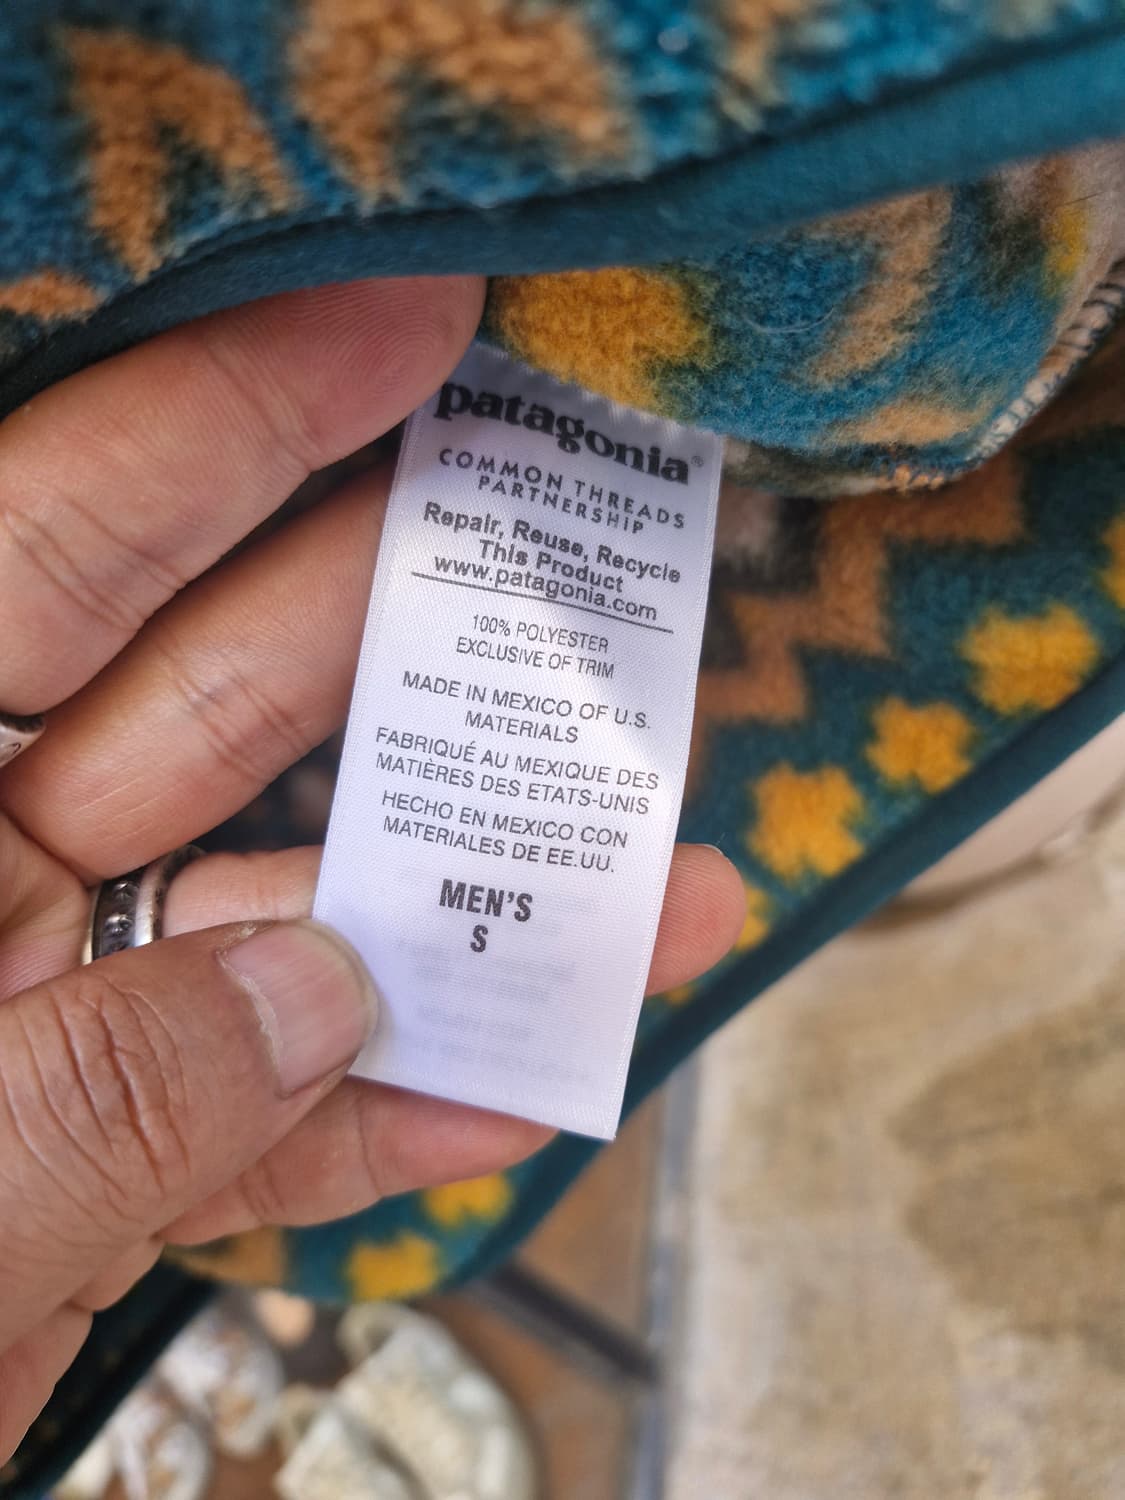 patagonia®
COMMON THREADS
PARTNERSHIP
Repair, Reuse, Recycle
This Product
www.patagonia.com
100% POLYESTER
EXCLUSIVE OF TRIM
MADE IN MEXICO OF U.S.
MATERIALS
FABRIQUÉ AU MEXIQUE DES
MATIÈRES DES ETATS-UNIS
HECHO EN MEXICO CON
MATERIALES DE EE.UU.
MEN'S
S